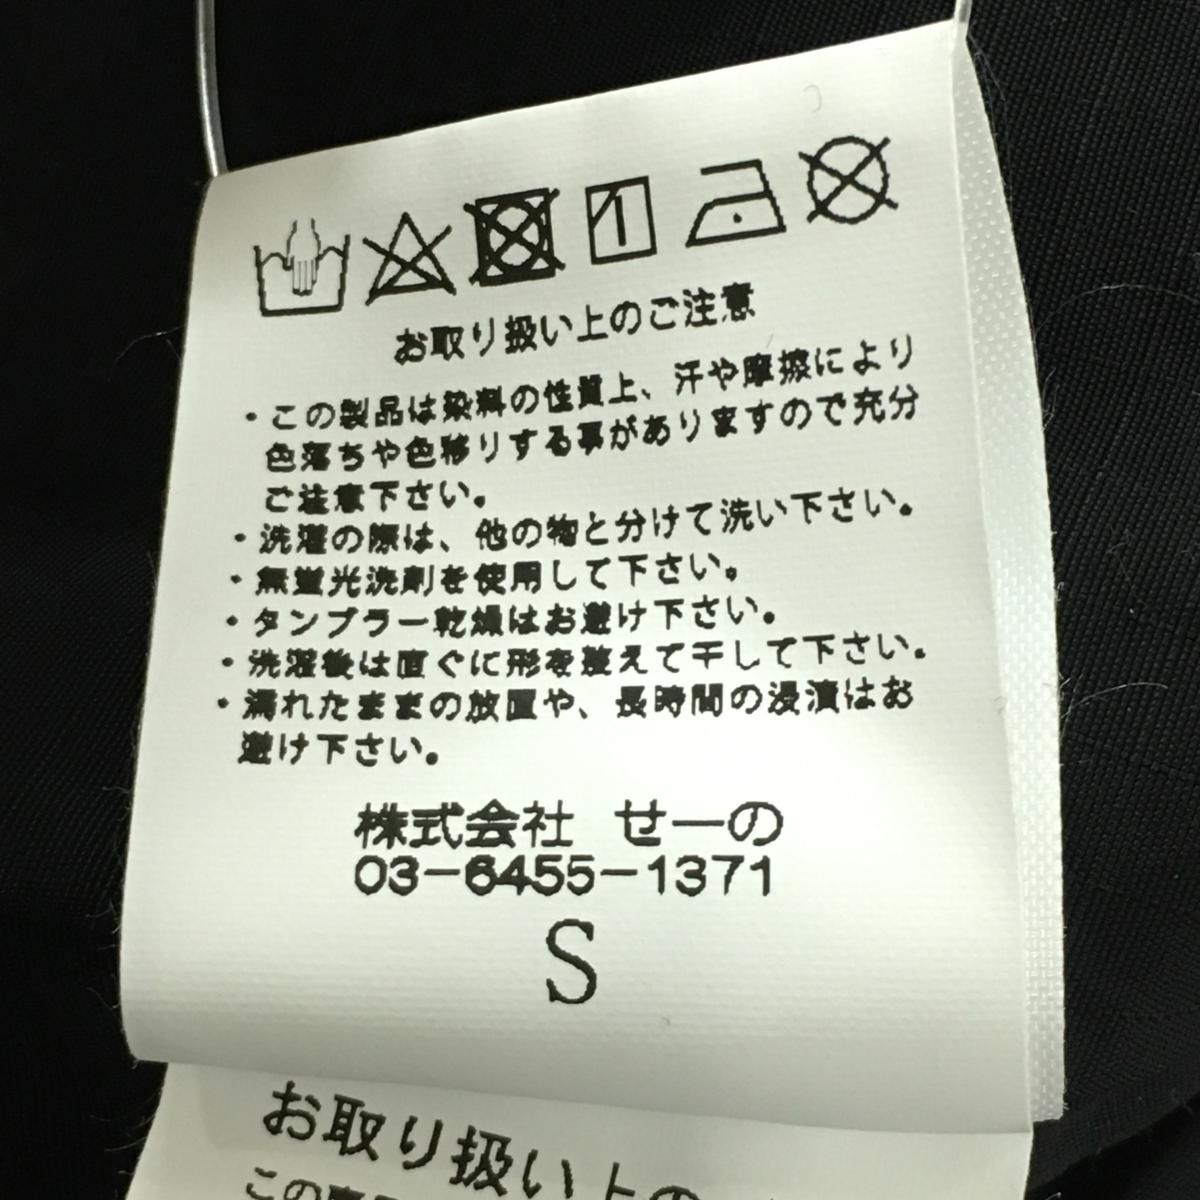 お取り扱い上のご注意
・この製品は染料の性質上、汗や摩擦により
色落ちや色移りする事がありますので充分
ご注意下さい。
・洗濯の際は、他の物と分けて洗い下さい。
・無蛍光洗剤を使用して下さい。
・タンブラー乾燥はお避け下さい。
・洗濯後は直ぐに形を整えて干して下さい。
・濡れたままの放置や、長時間の浸漬はお
避け下さい。
株式会社 せーの
03-6455-1371
S
お取り扱い上の
この